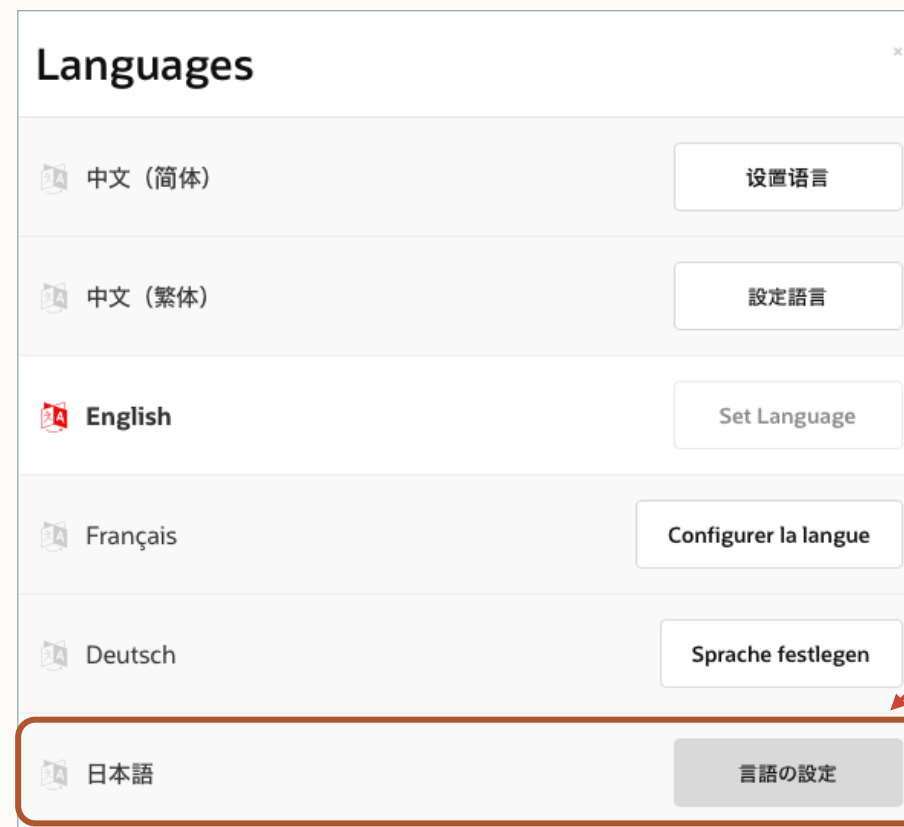 Languages
×
中文（简体） 设置语言
中文（繁体） 設定語言
English Set Language
Français Configurer la langue
Deutsch Sprache festlegen
日本語 言語の設定